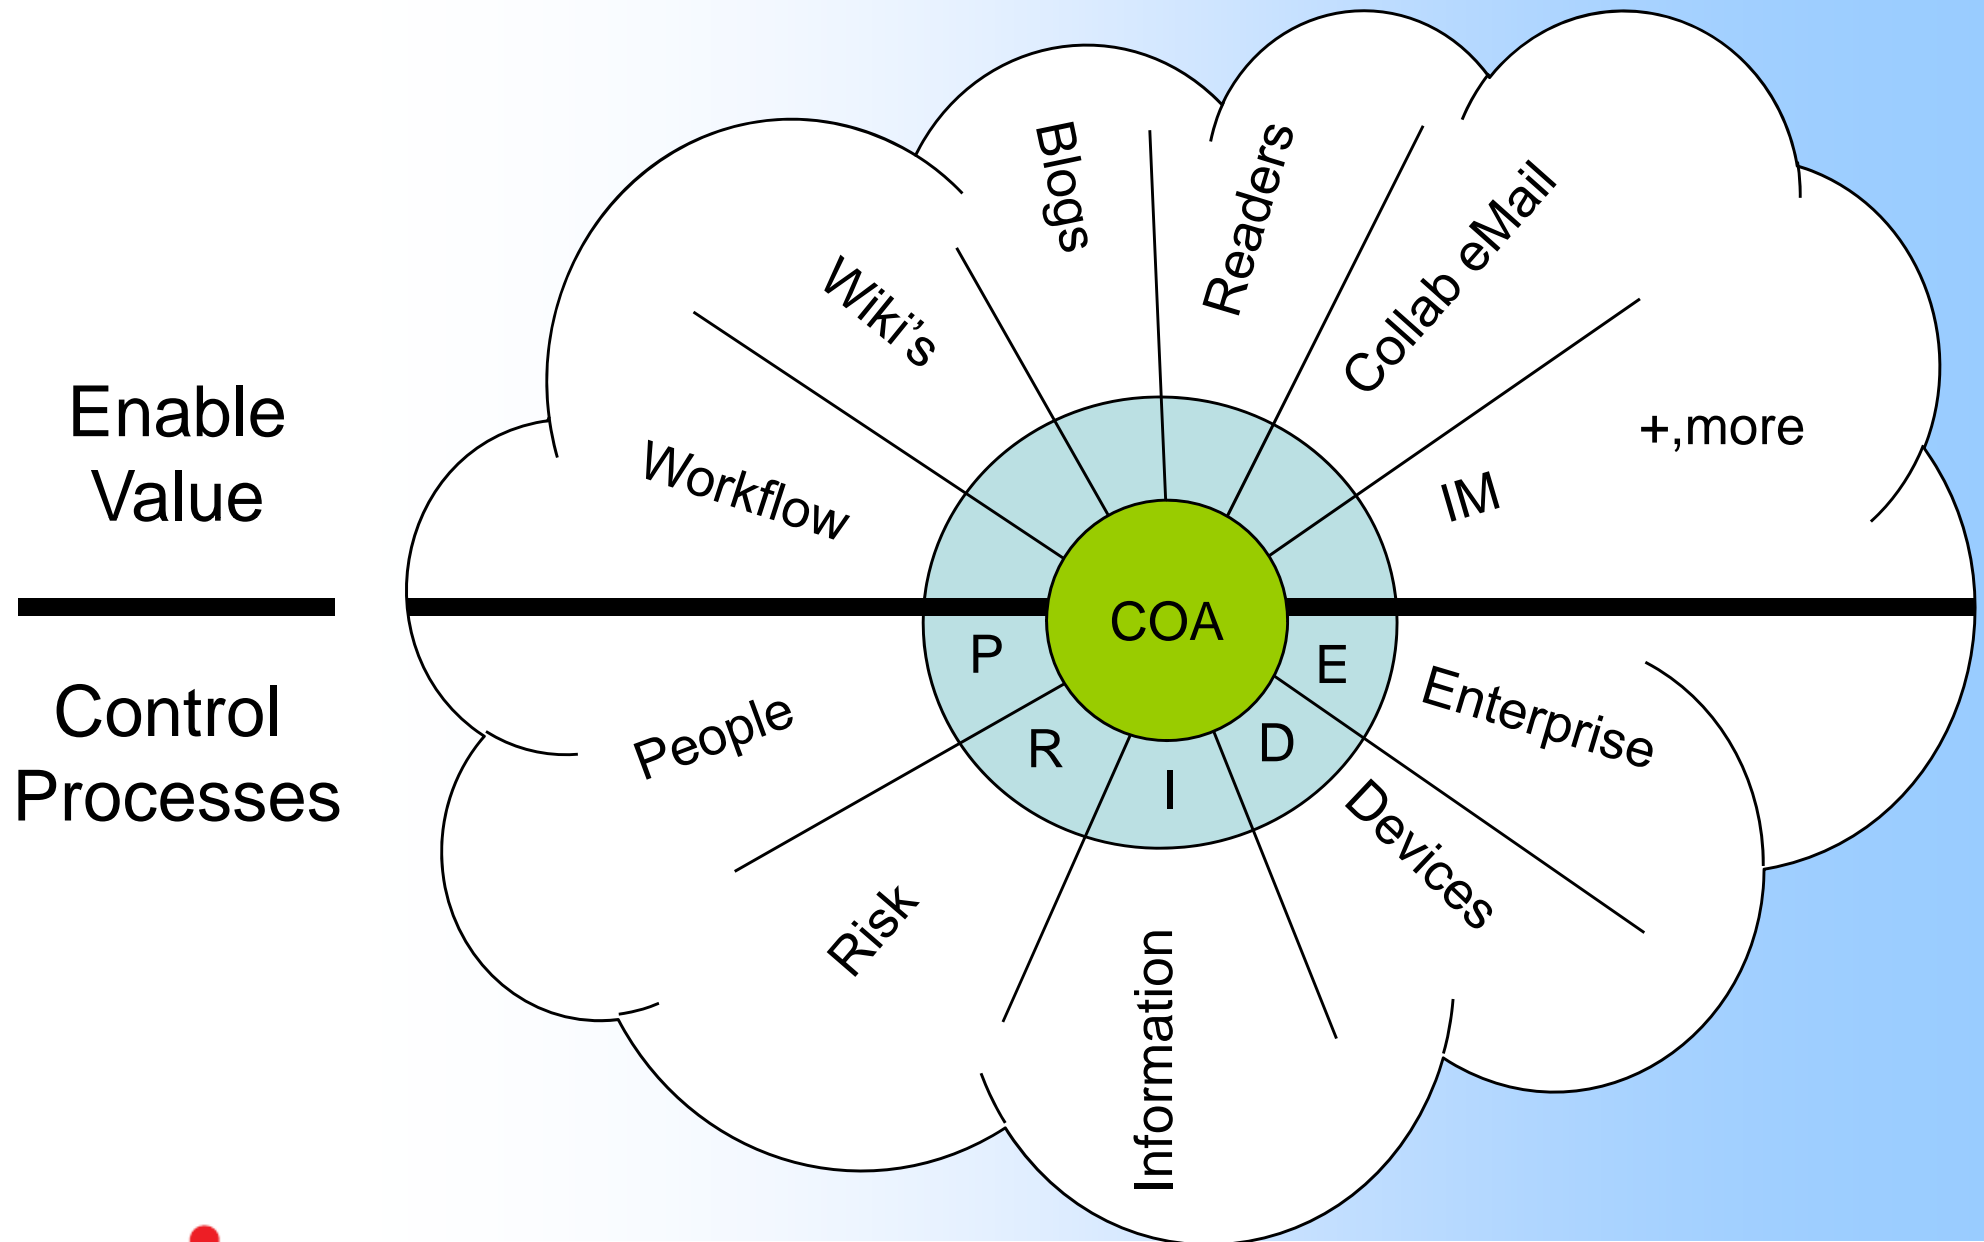 Enable
Value
Control
Processes
Workflow
Wiki’s
Blogs
Readers
Collab eMail
IM
+,more
COA
P
R
I
D
E
People
Risk
Information
Devices
Enterprise